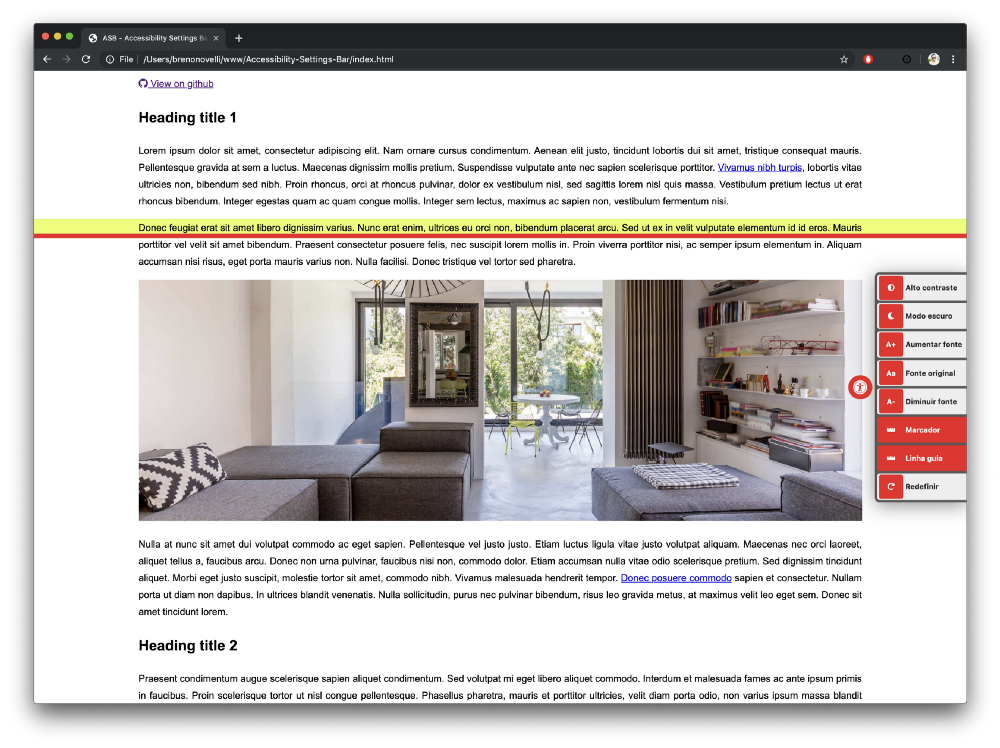 ASB - Accessibility Settings Ba
File
/Users/brenonovelli/www/Accessibility-Settings-Bar/index.html
View on github
Heading title 1
Lorem ipsum dolor sit amet, consectetur adipiscing elit. Nam ornare cursus condimentum. Aenean elit justo, tincidunt lobortis dui sit amet, tristique consequat mauris.
Pellentesque gravida at sem a luctus. Maecenas dignissim mollis pretium. Suspendisse vulputate ante nec sapien scelerisque porttitor. Vivamus nibh turpis, lobortis vitae
ultricies non, bibendum sed nibh. Proin rhoncus, orci at rhoncus pulvinar, dolor ex vestibulum nisl, sed sagittis lorem nisl quis massa. Vestibulum pretium lectus ut erat
rhoncus bibendum. Integer egestas quam ac quam congue mollis. Integer sem lectus, maximus ac sapien non, vestibulum fermentum nisi.
Donec feugiat erat sit amet libero dignissim varius. Nunc erat enim, ultrices eu orci non, bibendum placerat arcu. Sed ut ex in velit vulputate elementum id id eros. Mauris
porttitor vel velit sit amet bibendum. Praesent consectetur posuere felis, nec suscipit lorem mollis in. Proin viverra porttitor nisi, ac semper ipsum elementum in. Aliquam
accumsan nisi risus, eget porta mauris varius non. Nulla facilisi. Donec tristique vel tortor sed pharetra.
Alto contraste
Modo escuro
A+ Aumentar fonte
Aa Fonte original
A- Diminuir fonte
Marcador
Linha guia
Redefinir
Nulla at nunc sit amet dui volutpat commodo ac eget sapien. Pellentesque vel justo justo. Etiam luctus ligula vitae justo volutpat aliquam. Maecenas nec orci laoreet,
aliquet tellus a, faucibus arcu. Donec non urna pulvinar, faucibus nisi non, commodo dolor. Etiam accumsan nulla vitae odio scelerisque pretium. Sed dignissim tincidunt
aliquet. Morbi eget justo suscipit, molestie tortor sit amet, commodo nibh. Vivamus malesuada hendrerit tempor. Donec posuere commodo sapien et consectetur. Nullam
porta ut diam non dapibus. In ultrices blandit venenatis. Nulla sollicitudin, purus nec pulvinar bibendum, risus leo gravida metus, at maximus velit leo eget sem. Donec sit
amet tincidunt lorem.
Heading title 2
Praesent condimentum augue scelerisque sapien aliquet condimentum. Sed volutpat mi eget libero aliquet commodo. Interdum et malesuada fames ac ante ipsum primis
in faucibus. Proin scelerisque tortor ut nisl congue pellentesque. Phasellus pharetra, mauris et porttitor ultricies, velit diam porta odio, non varius ipsum massa blandit